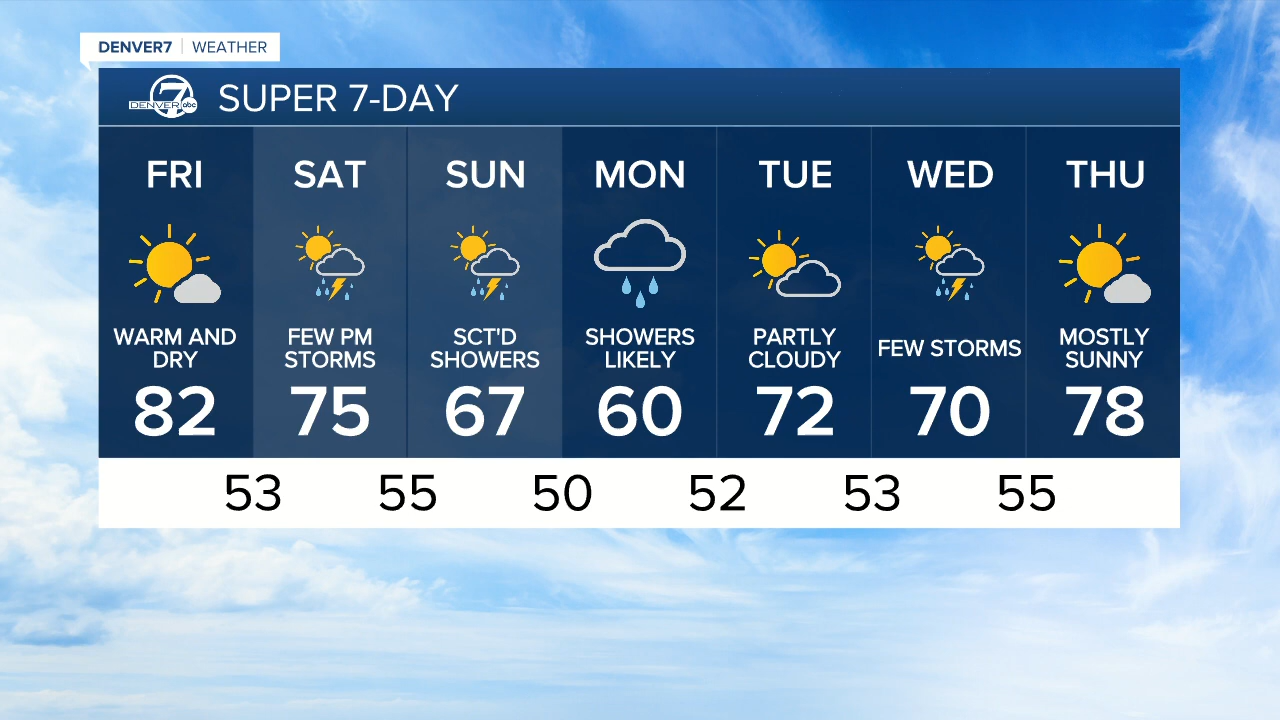 DENVER7 | WEATHER
DENVER 7 abc
SUPER 7-DAY
FRI SAT SUN MON TUE WED THU
WARM AND DRY
FEW PM STORMS
SCT'D SHOWERS
SHOWERS LIKELY
PARTLY CLOUDY
FEW STORMS
MOSTLY SUNNY
82 75 67 60 72 70 78
53 55 50 52 53 55